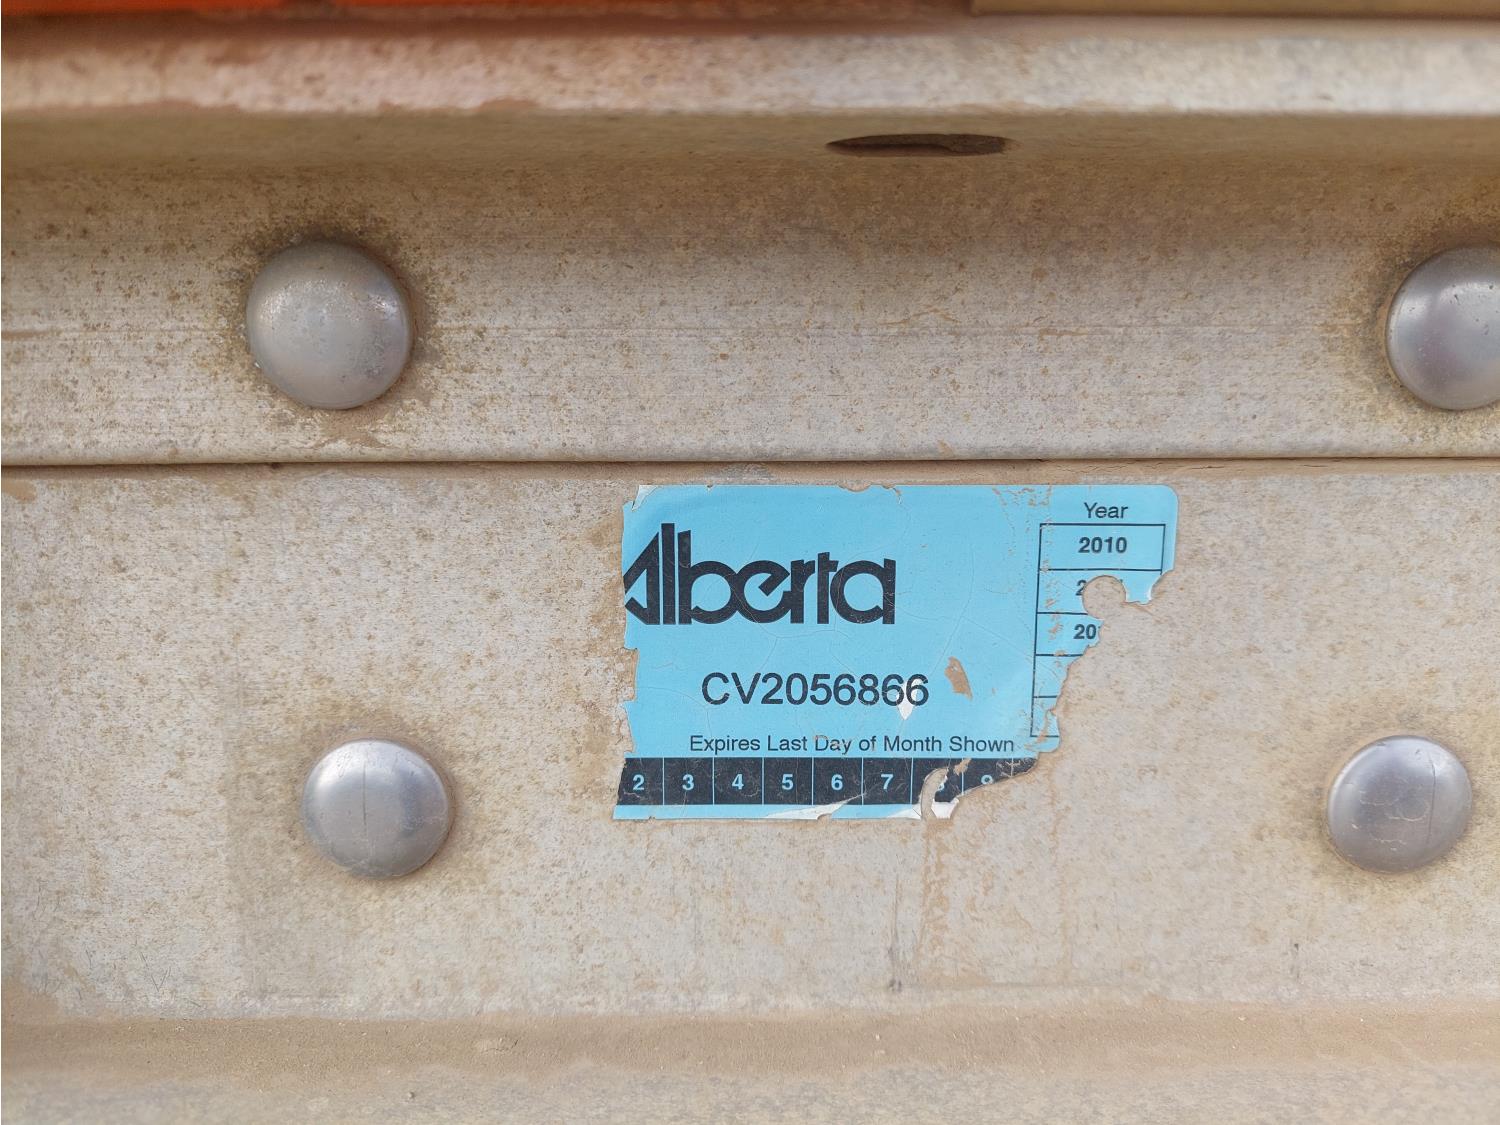 Alberta
CV2056866
Expires Last Day of Month Shown
2 3 4 5 6 7
Year
2010